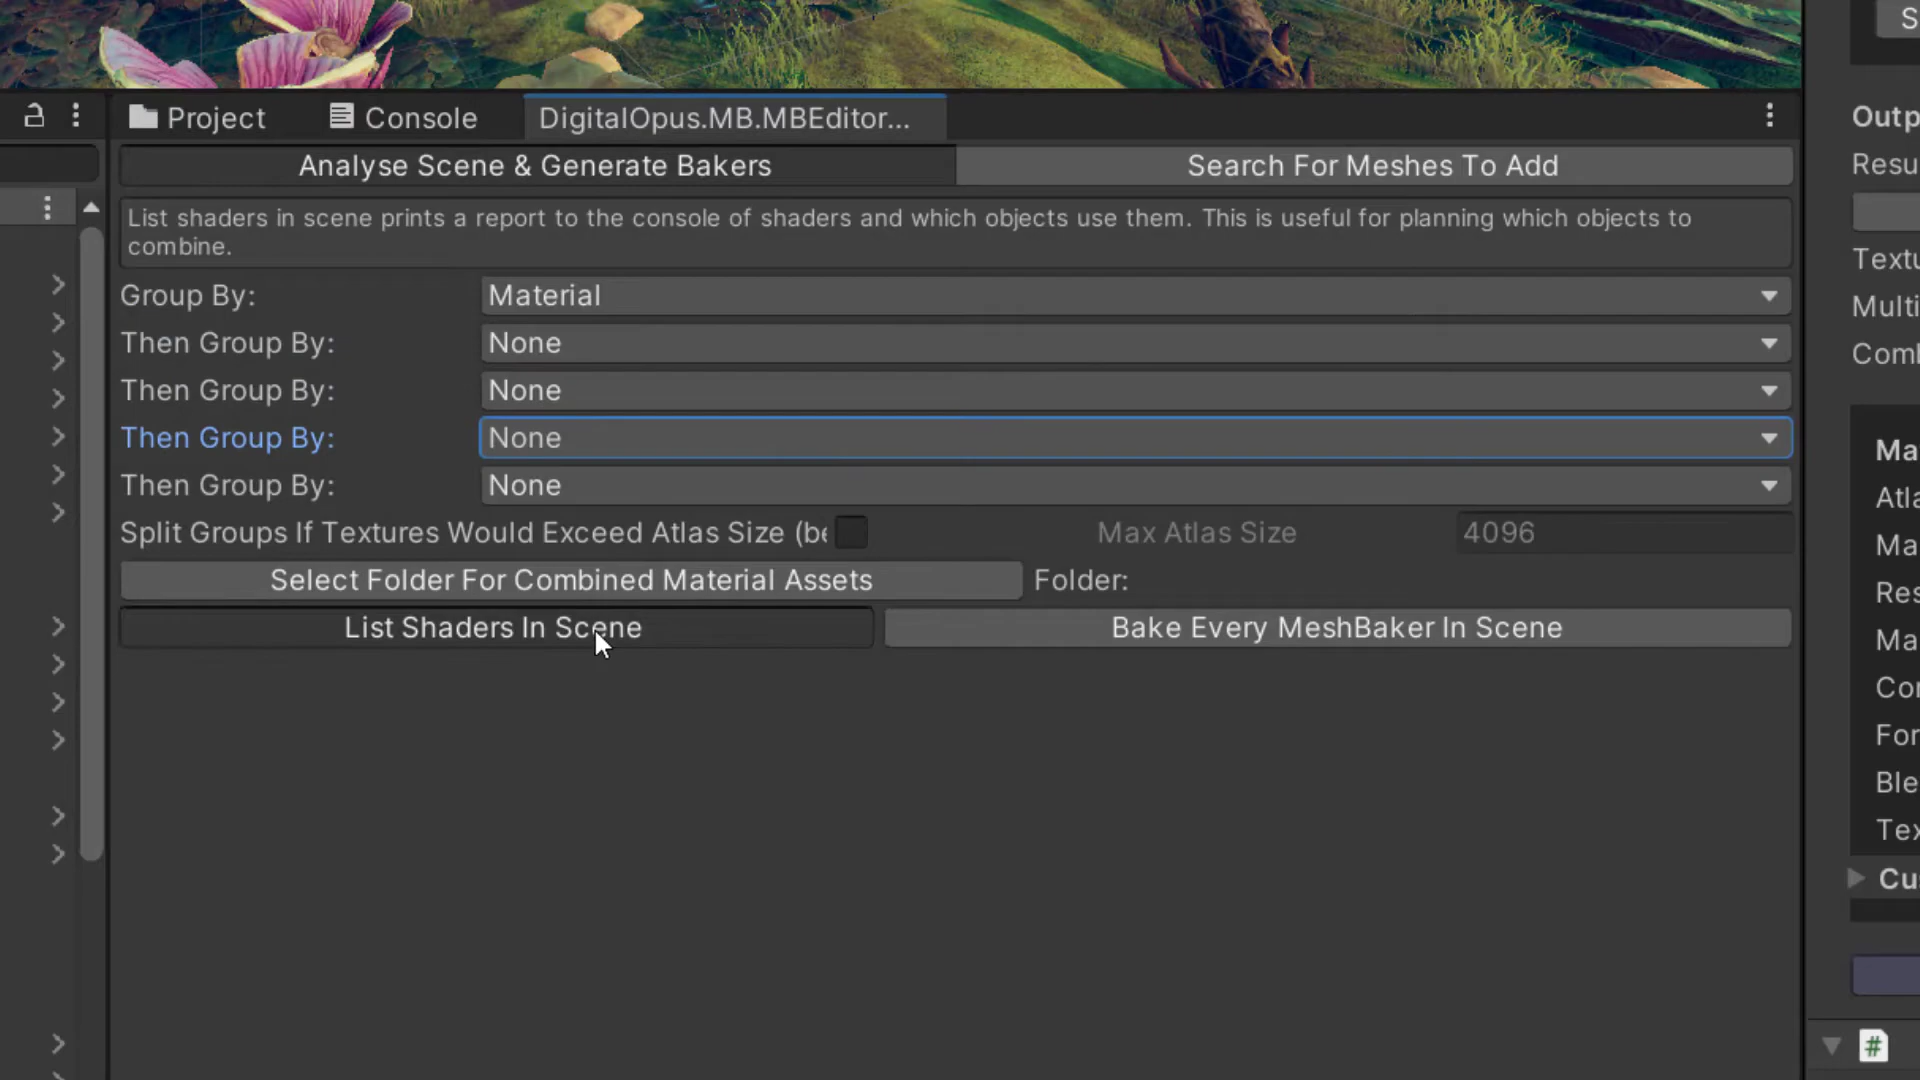 Project
Console
DigitalOpus.MB.MBEditor...
Analyse Scene & Generate Bakers
Search For Meshes To Add
List shaders in scene prints a report to the console of shaders and which objects use them. This is useful for planning which objects to
combine.
Group By: Material
Then Group By: None
Then Group By: None
Then Group By: None
Then Group By: None
Split Groups If Textures Would Exceed Atlas Size (be
Max Atlas Size 4096
Select Folder For Combined Material Assets
Folder:
List Shaders In Scene
Bake Every MeshBaker In Scene
S
Outp
Resu
Textu
Multi
Comb
Ma
Atla
Ma
Res
Ma
Cor
For
Ble
Tex
Cus
#